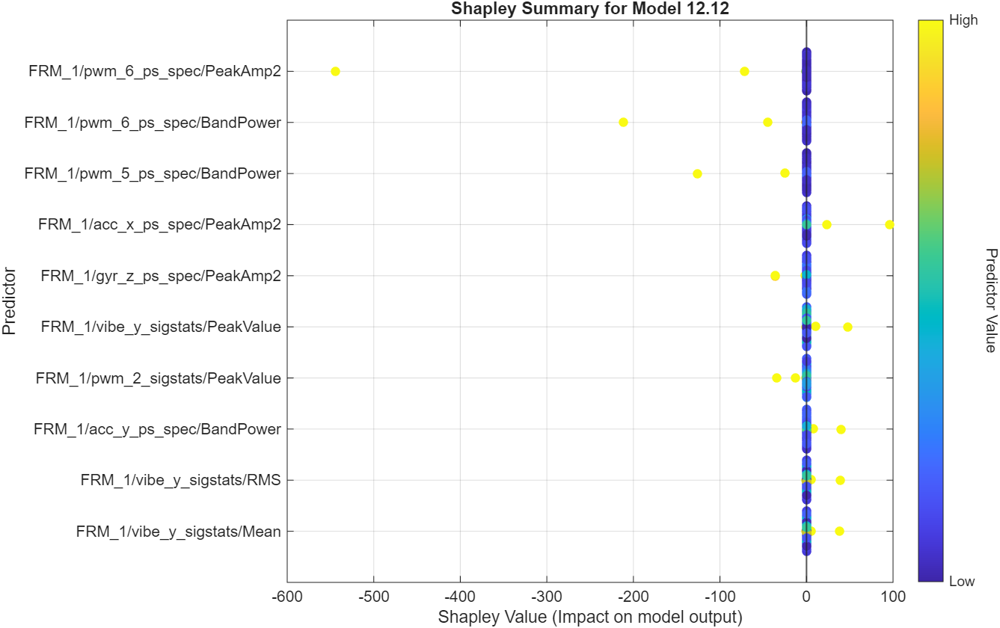 Shapley Summary for Model 12.12
High
FRM_1/pwm_6_ps_spec/PeakAmp2
FRM_1/pwm_6_ps_spec/BandPower
FRM_1/pwm_5_ps_spec/BandPower
FRM_1/acc_x_ps_spec/PeakAmp2
FRM_1/gyr_z_ps_spec/PeakAmp2
FRM_1/vibe_y_sigstats/PeakValue
FRM_1/pwm_2_sigstats/PeakValue
FRM_1/acc_y_ps_spec/BandPower
FRM_1/vibe_y_sigstats/RMS
FRM_1/vibe_y_sigstats/Mean
Predictor
Predictor Value
Low
-600 -500 -400 -300 -200 -100 0 100
Shapley Value (Impact on model output)